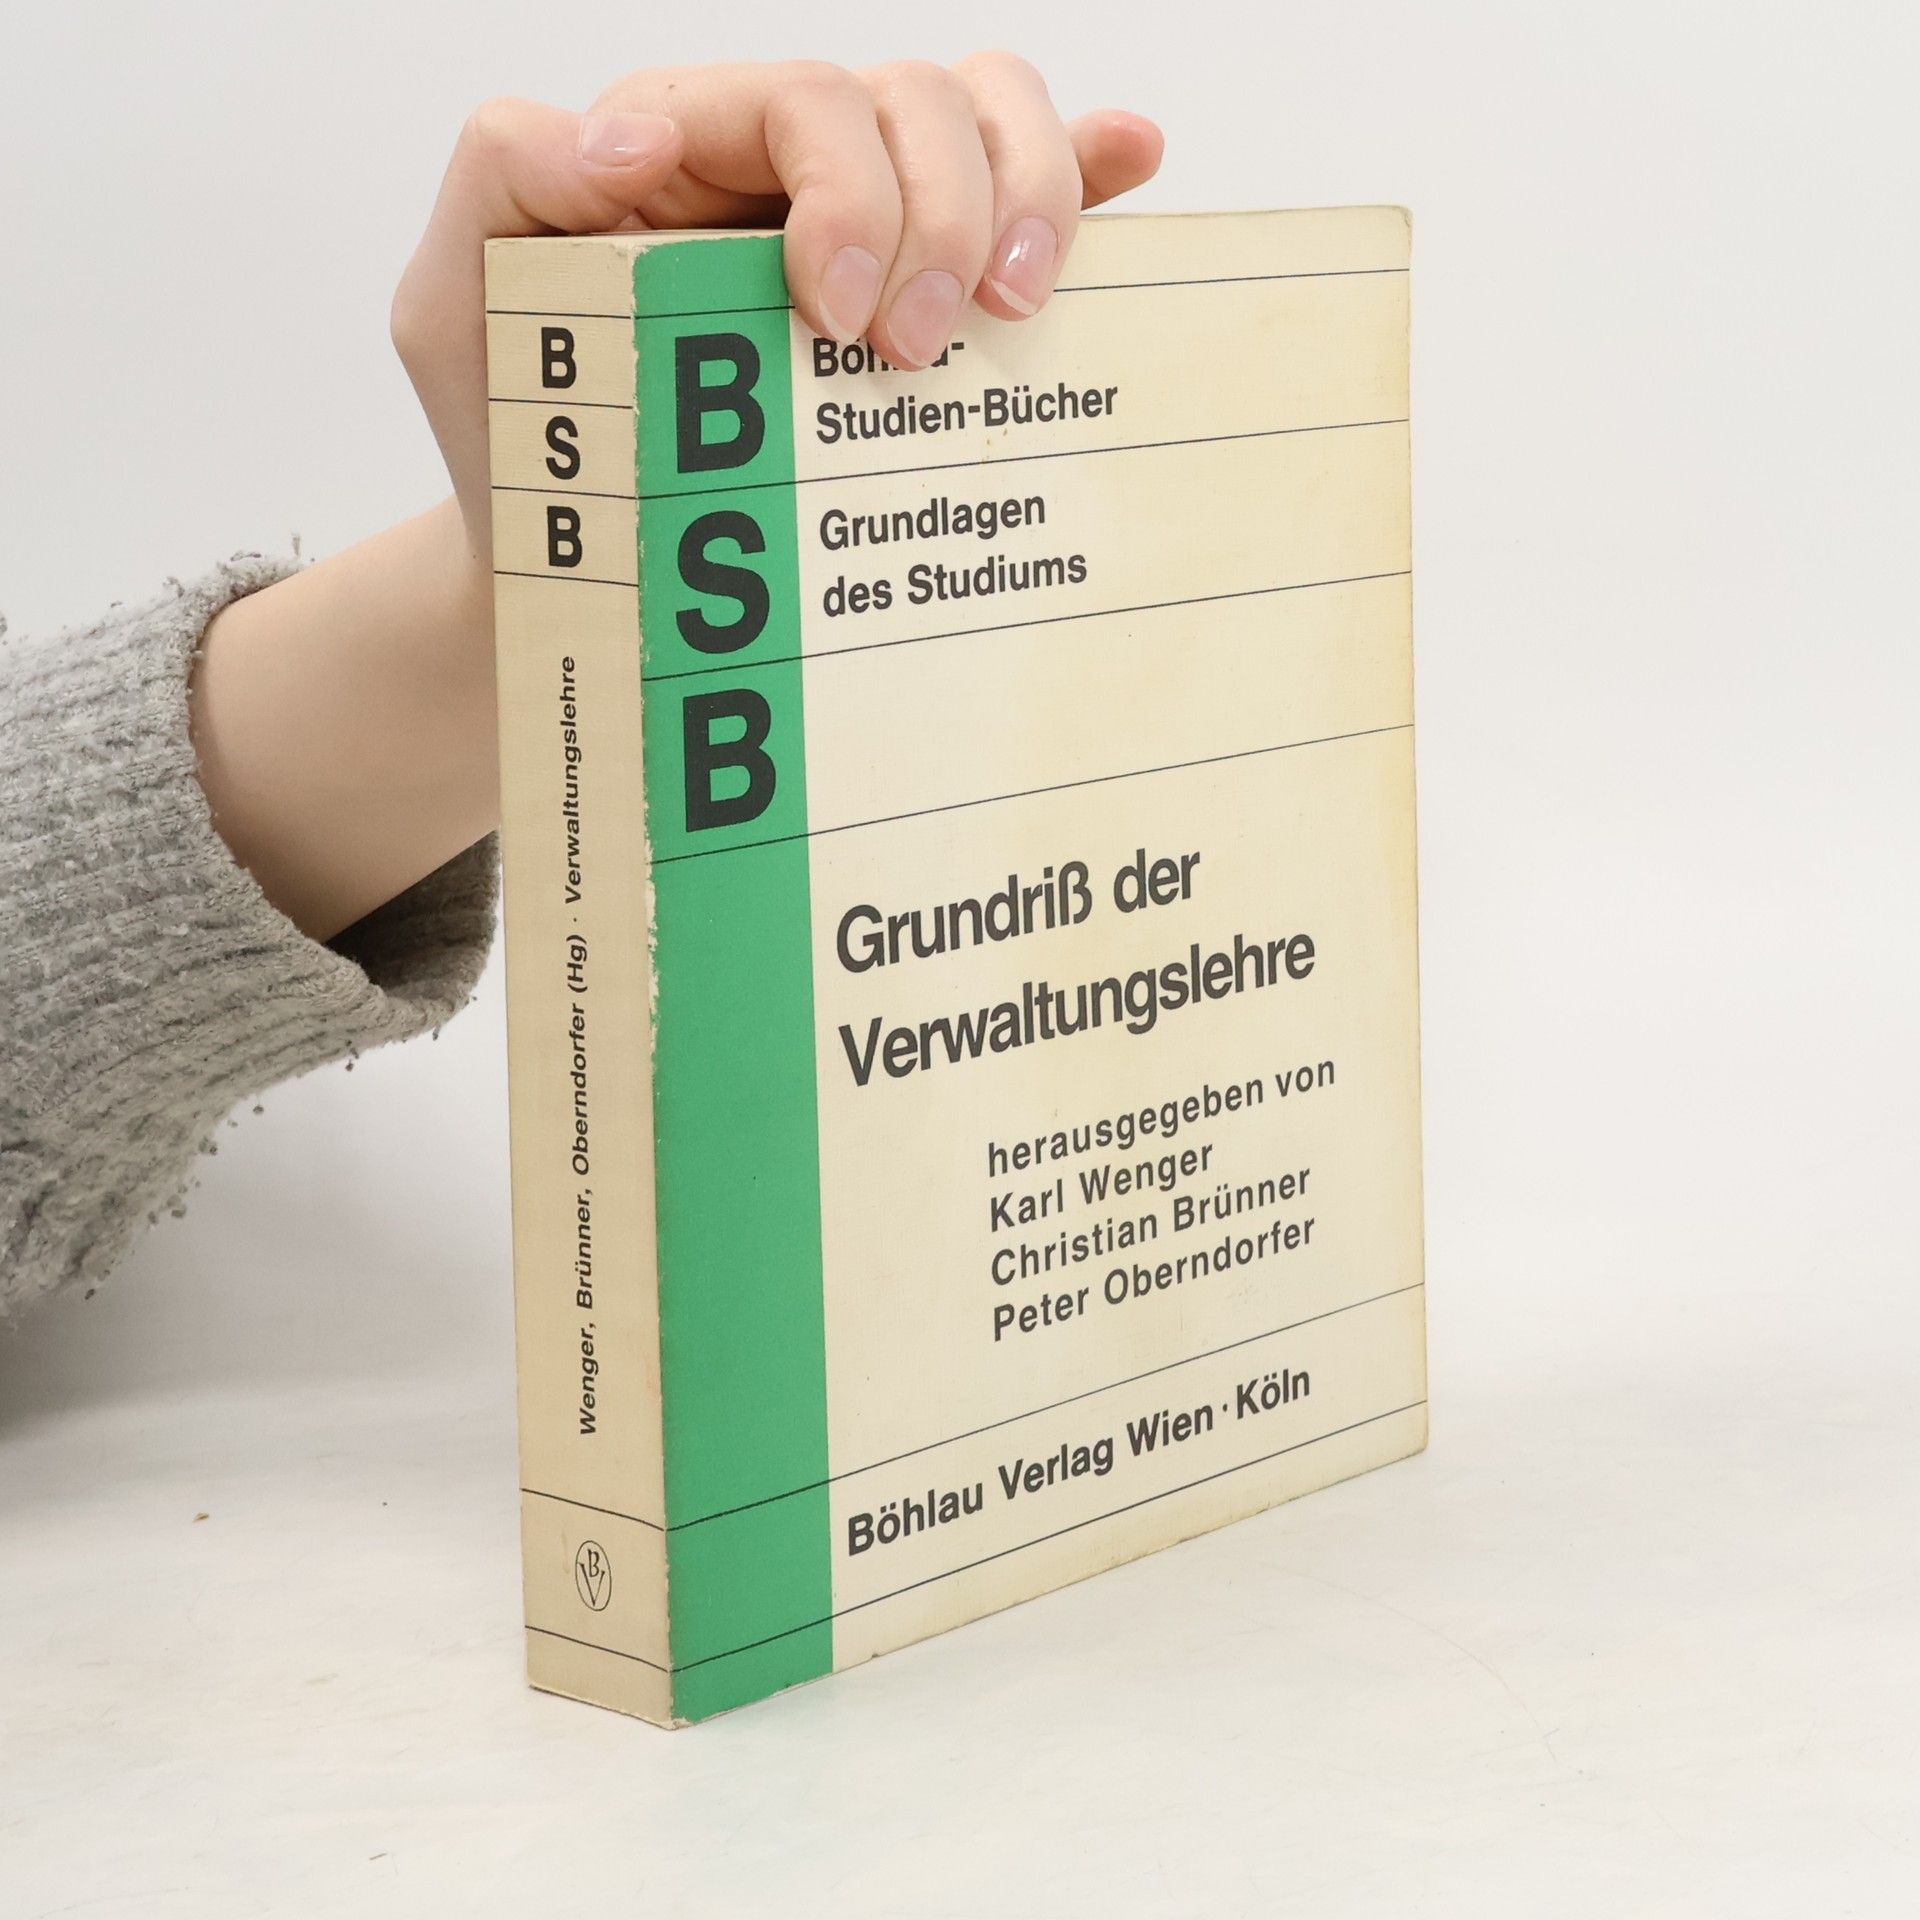 B
S
B
Wenger, Brünner, Oberndorfer (Hg) · Verwaltungslehre
BV
B
S
B
Studien-Bücher
Grundlagen
des Studiums
Grundriß der
Verwaltungslehre
herausgegeben von
Karl Wenger
Christian Brünner
Peter Oberndorfer
Böhlau Verlag Wien · Köln